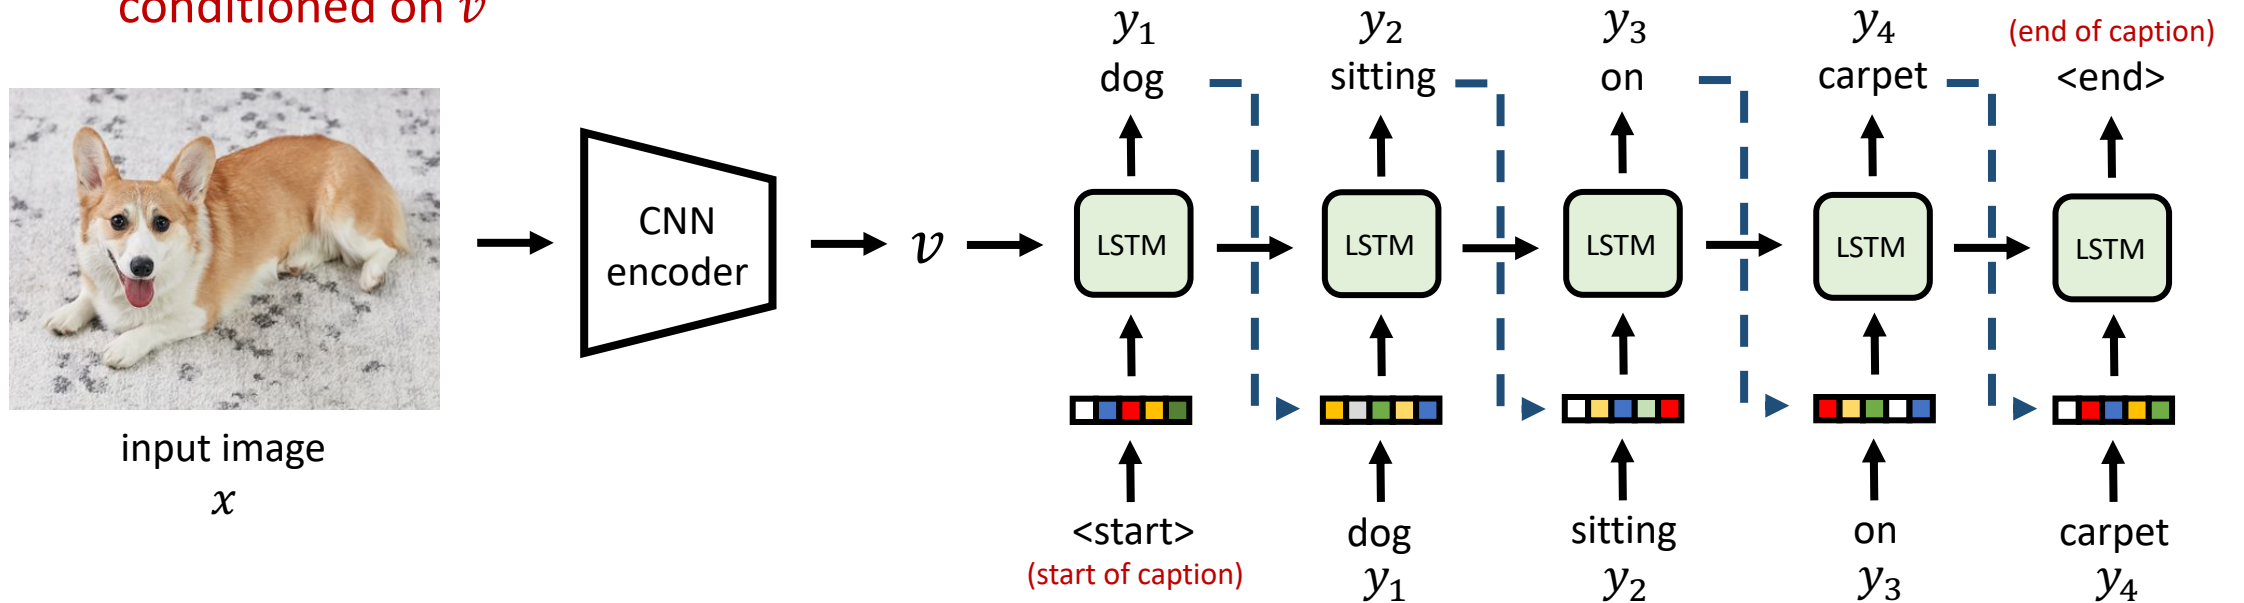 conditioned on v
y₁ y₂ y₃ y₄ (end of caption)
dog sitting on carpet <end>
CNN
encoder
v
LSTM LSTM LSTM LSTM LSTM
input image
x
<start> dog sitting on carpet
(start of caption) y₁ y₂ y₃ y₄